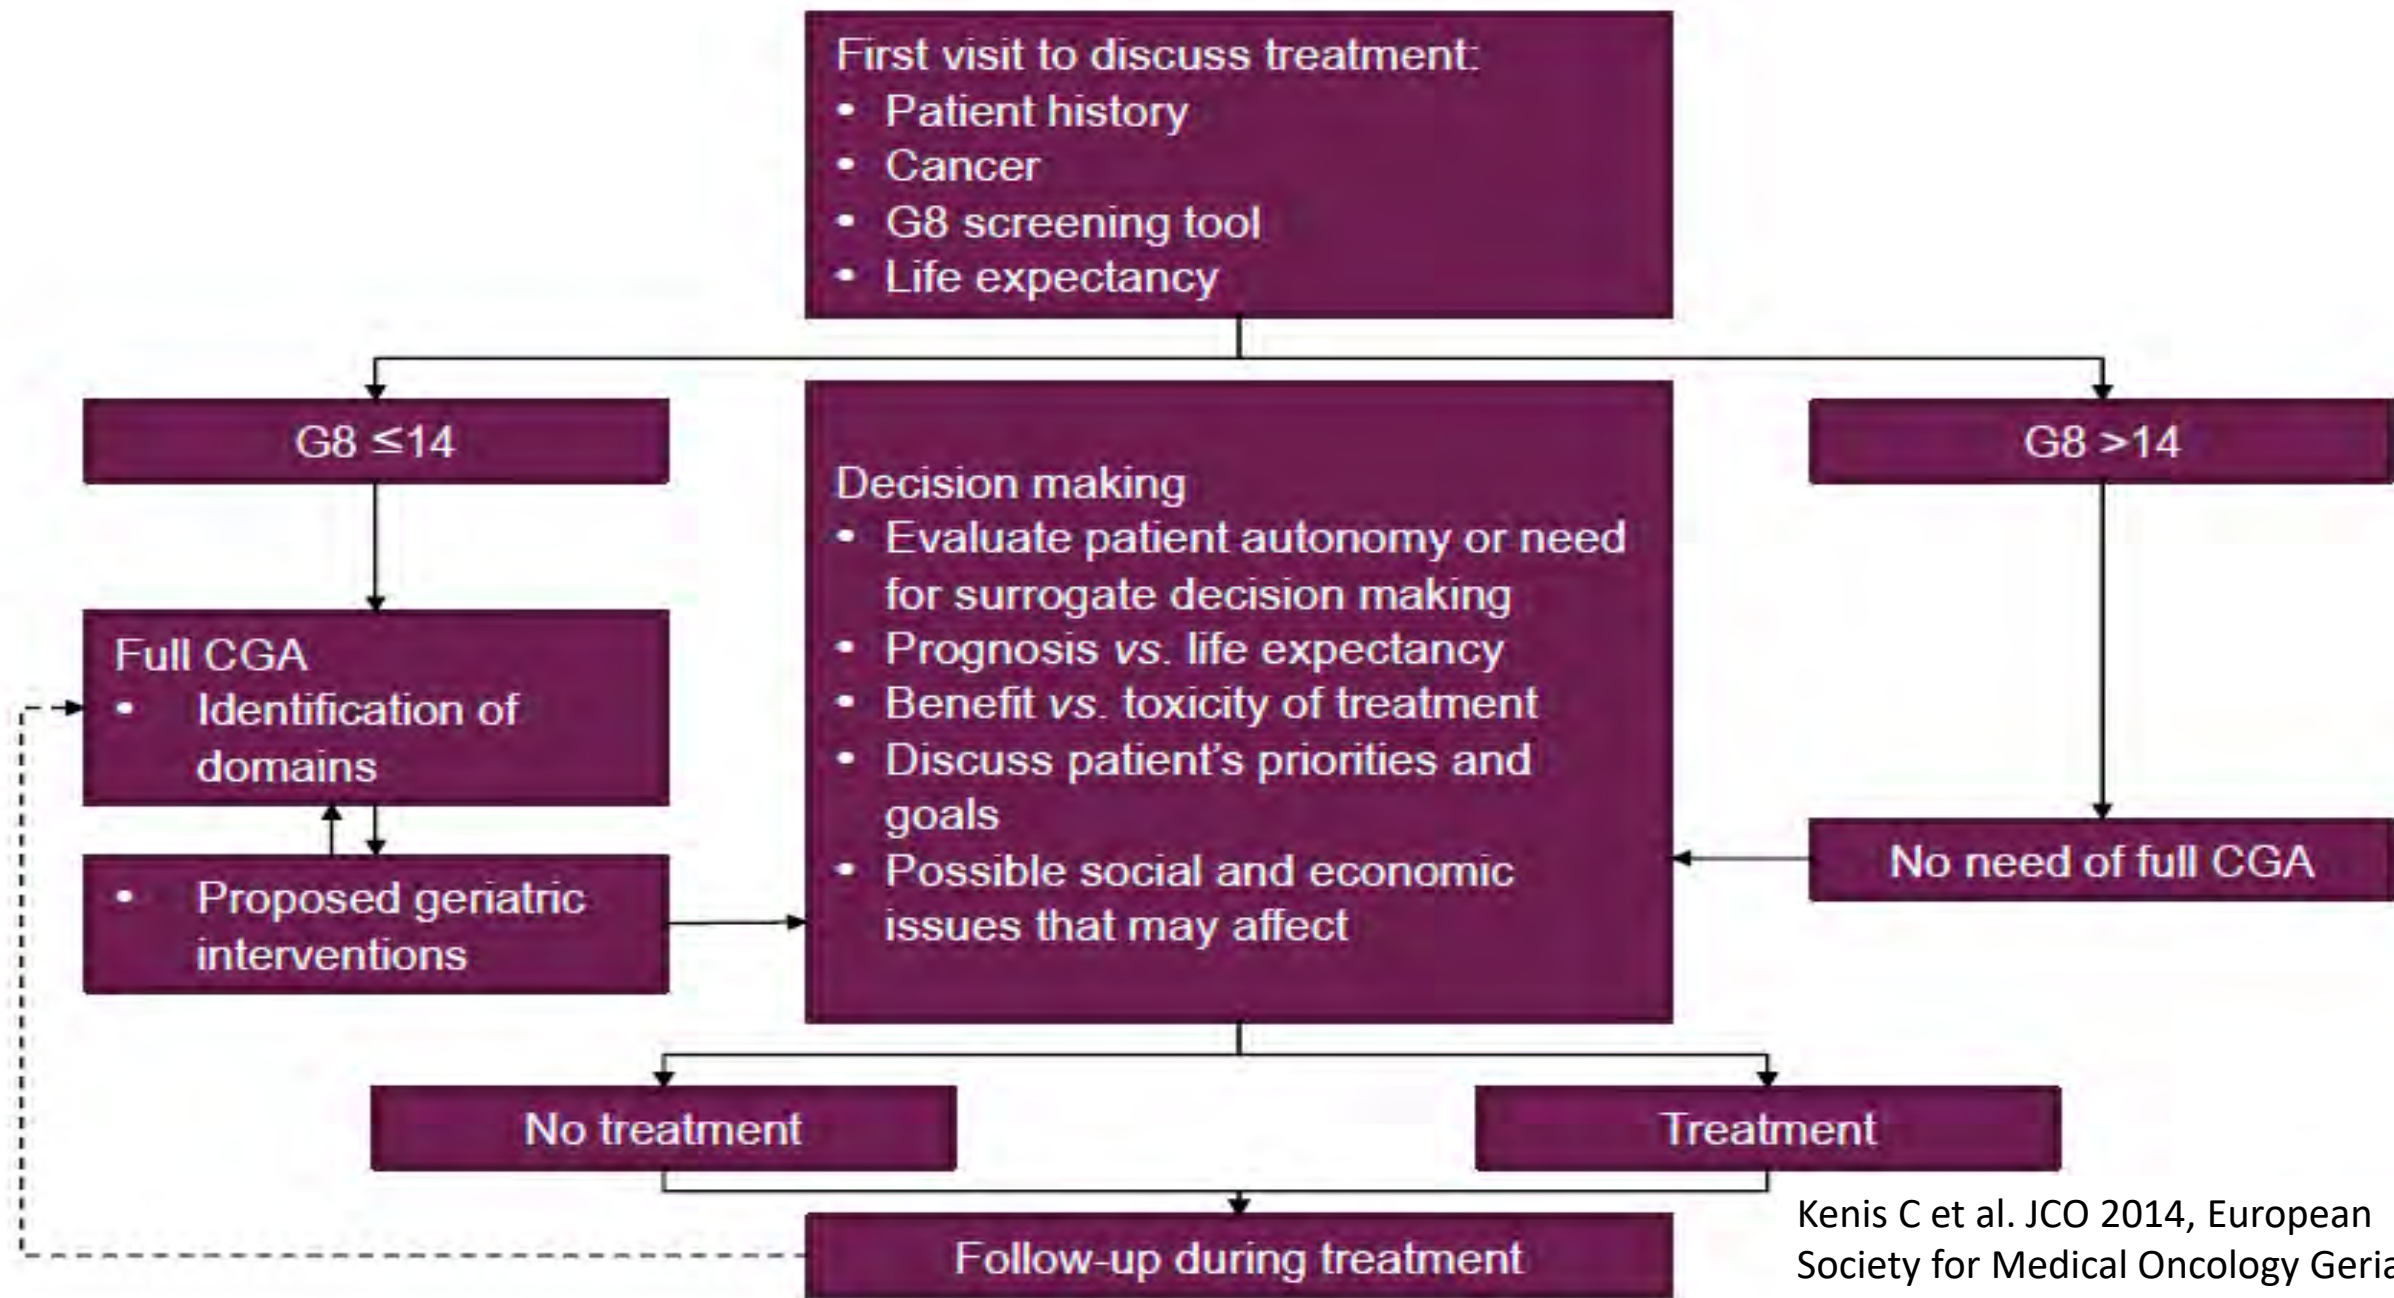 First visit to discuss treatment:
• Patient history
• Cancer
• G8 screening tool
• Life expectancy
G8 ≤14
G8 >14
Full CGA
• Identification of
domains
• Proposed geriatric
interventions
Decision making
• Evaluate patient autonomy or need
for surrogate decision making
• Prognosis vs. life expectancy
• Benefit vs. toxicity of treatment
• Discuss patient's priorities and
goals
• Possible social and economic
issues that may affect
No need of full CGA
No treatment
Treatment
Follow-up during treatment
Kenis C et al. JCO 2014, European
Society for Medical Oncology